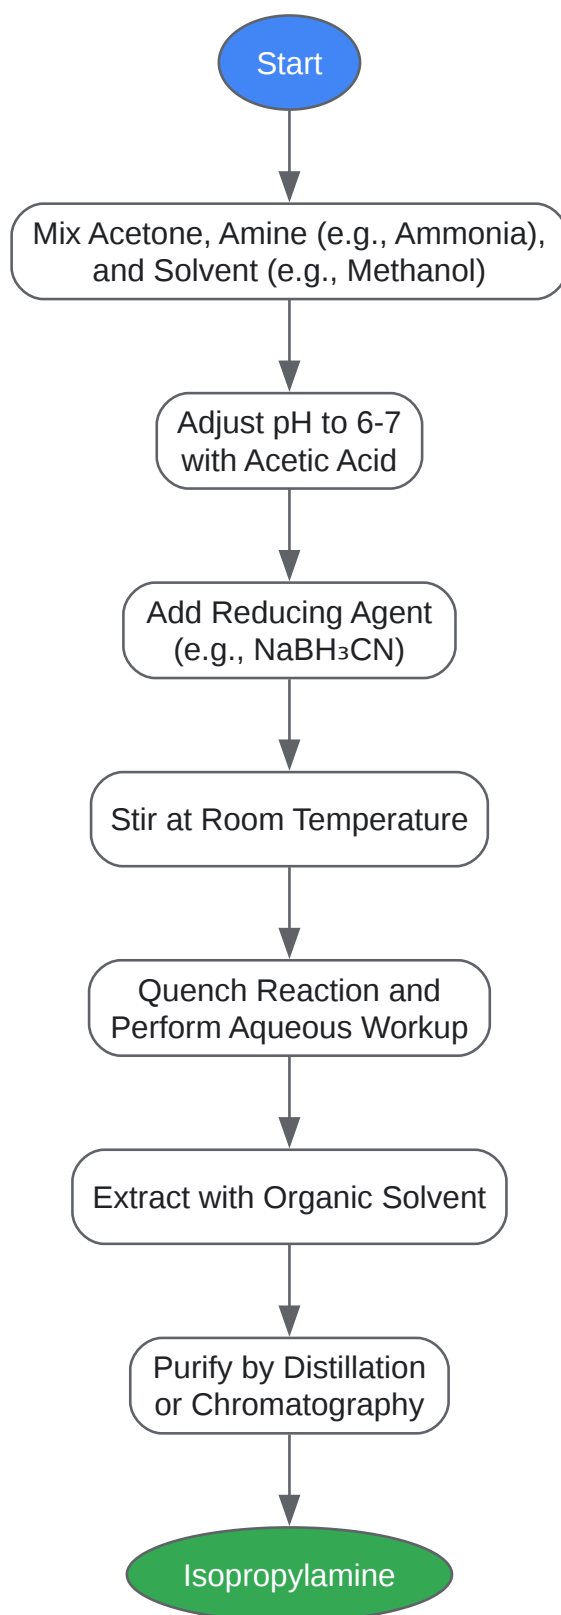 Start
Mix Acetone, Amine (e.g., Ammonia),
and Solvent (e.g., Methanol)
Adjust pH to 6-7
with Acetic Acid
Add Reducing Agent
(e.g., NaBH₃CN)
Stir at Room Temperature
Quench Reaction and
Perform Aqueous Workup
Extract with Organic Solvent
Purify by Distillation
or Chromatography
Isopropylamine